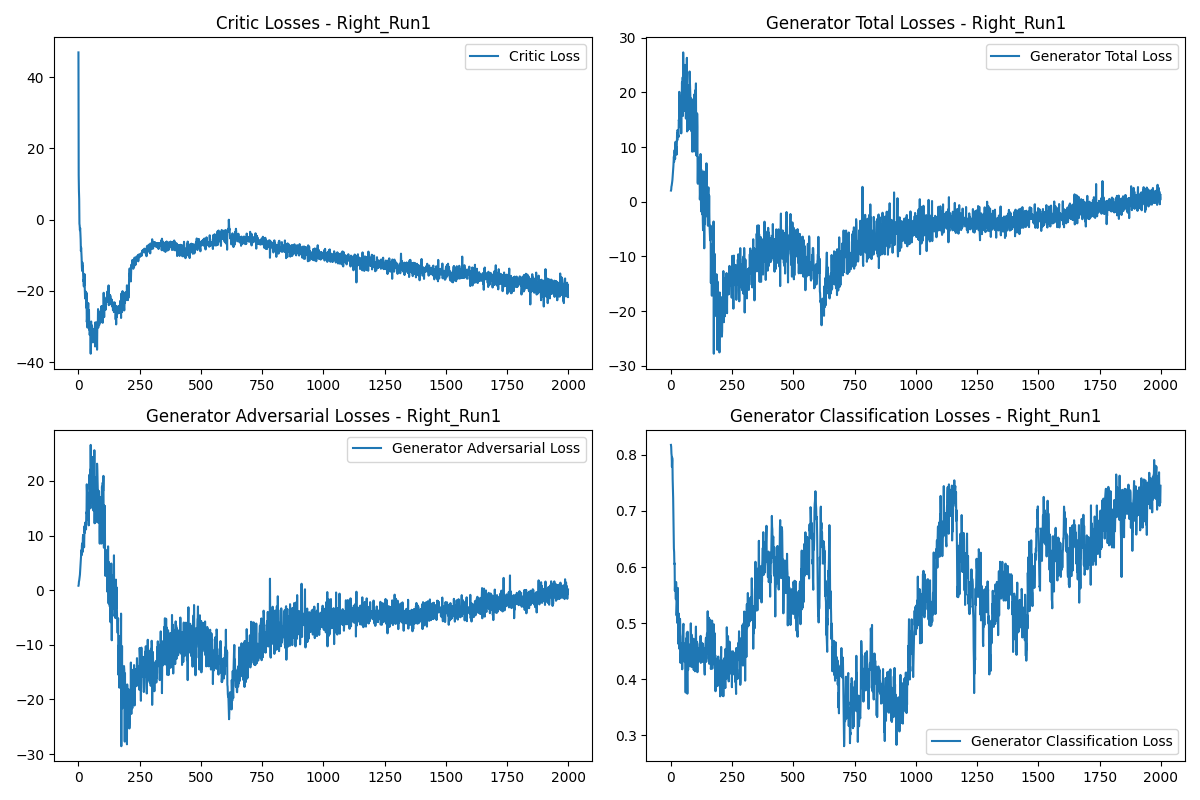 Critic Losses - Right_Run1
Critic Loss
40
20
0
−20
−40
0 250 500 750 1000 1250 1500 1750 2000
Generator Total Losses - Right_Run1
Generator Total Loss
30
20
10
0
−10
−20
−30
0 250 500 750 1000 1250 1500 1750 2000
Generator Adversarial Losses - Right_Run1
Generator Adversarial Loss
20
10
0
−10
−20
−30
0 250 500 750 1000 1250 1500 1750 2000
Generator Classification Losses - Right_Run1
0.8
0.7
0.6
0.5
0.4
0.3
Generator Classification Loss
0 250 500 750 1000 1250 1500 1750 2000